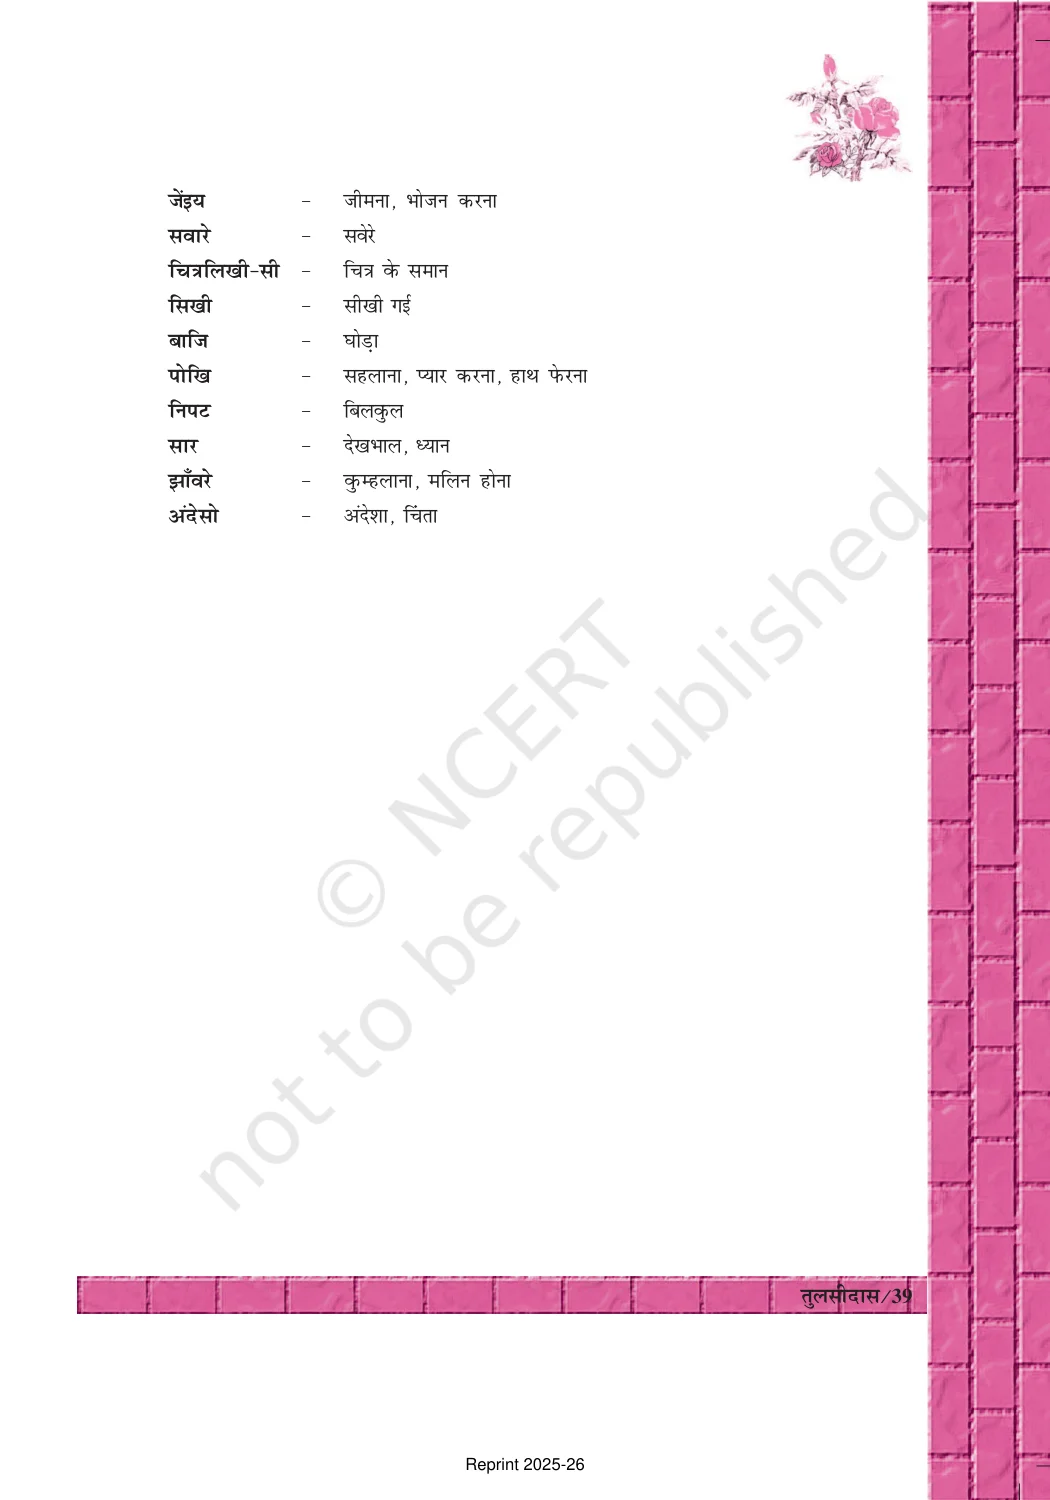 जेंइय – जीमना, भोजन करना
सवारे – सवेरे
चित्रलिखी-सी – चित्र के समान
सिखी – सीखी गई
बाजि – घोड़ा
पोखि – सहलाना, प्यार करना, हाथ फेरना
निपट – बिलकुल
सार – देखभाल, ध्यान
झाँवरे – कुम्हलाना, मलिन होना
अंदेसो – अंदेशा, चिंता
© NCERT
not to be republished
तुलसीदास/39
Reprint 2025-26